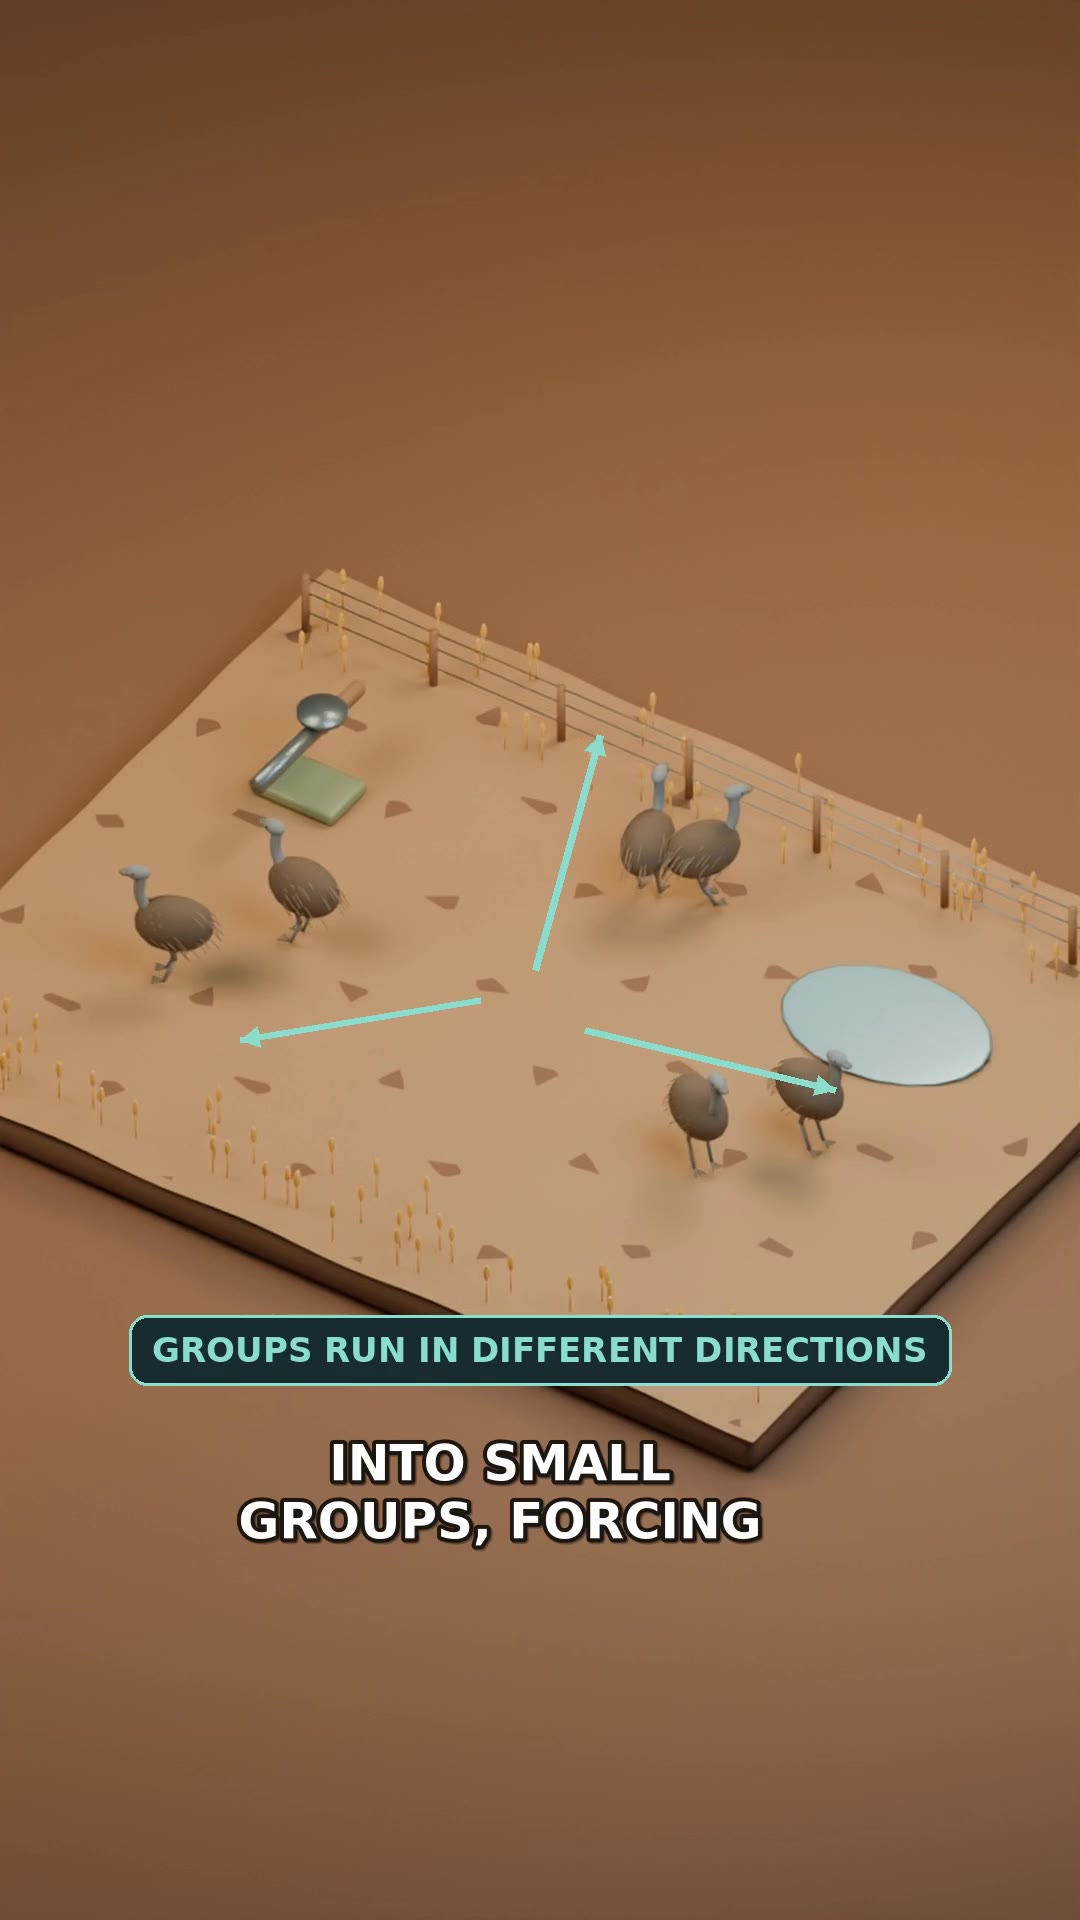 GROUPS RUN IN DIFFERENT DIRECTIONS
INTO SMALL
GROUPS, FORCING